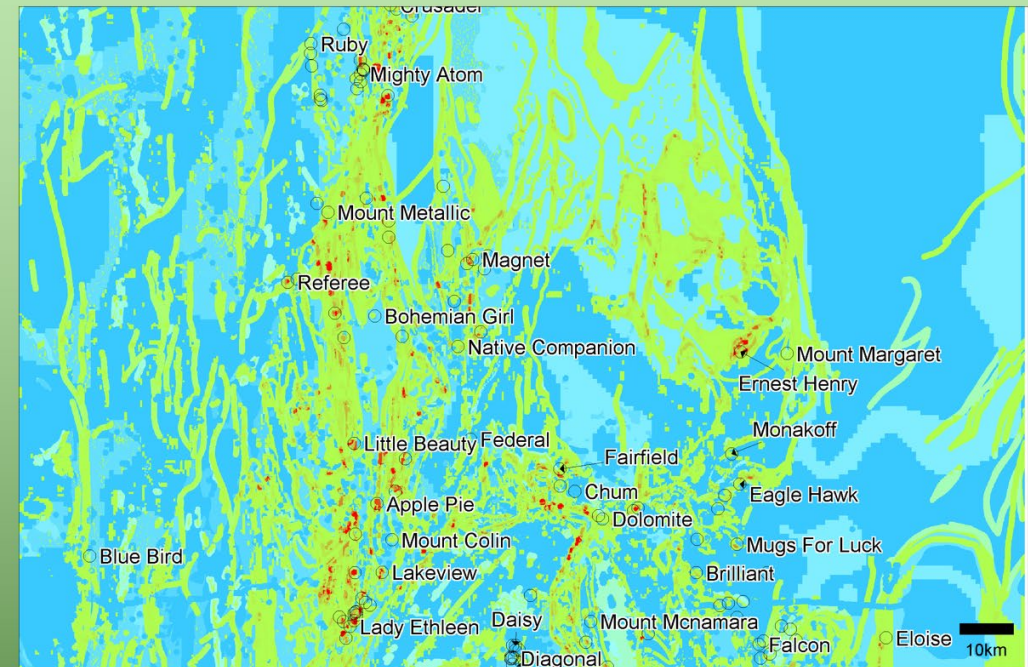 Crusader
Ruby
Mighty Atom
Mount Metallic
Magnet
Referee
Bohemian Girl
Native Companion
Mount Margaret
Ernest Henry
Monakoff
Little Beauty
Federal
Fairfield
Chum
Eagle Hawk
Apple Pie
Dolomite
Mount Colin
Mugs For Luck
Blue Bird
Lakeview
Brilliant
Daisy
Mount Mcnamara
Lady Ethleen
Falcon
Eloise
10km
Diagonal